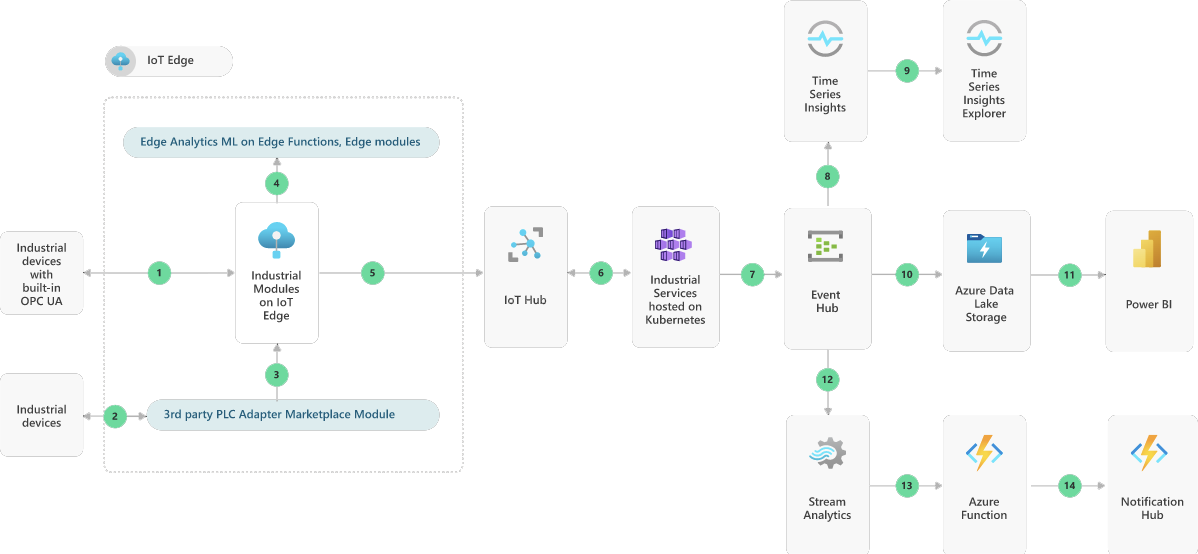 IoT Edge
Edge Analytics ML on Edge Functions, Edge modules
4
Industrial
devices
with
built-in
OPC UA
1
Industrial
Modules
on IoT
Edge
5
3
Industrial
devices
2
3rd party PLC Adapter Marketplace Module
IoT Hub
6
Industrial
Services
hosted on
Kubernetes
7
Time
Series
Insights
9
Time
Series
Insights
Explorer
8
Event
Hub
10
Azure Data
Lake
Storage
11
Power BI
12
Stream
Analytics
13
Azure
Function
14
Notification
Hub